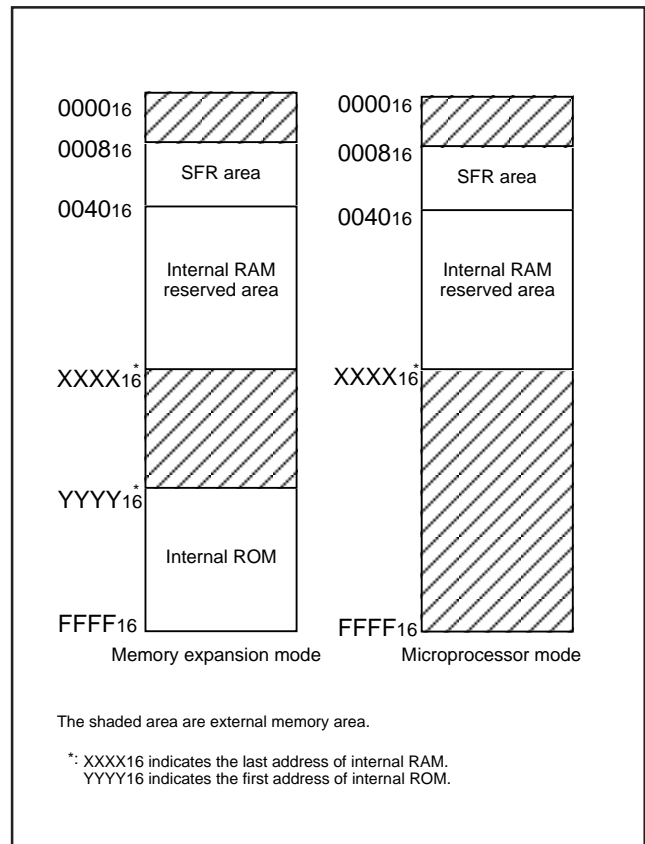 000016
000816
SFR area
004016
Internal RAM
reserved area
XXXX16*
YYYY16*
Internal ROM
FFFF16
Memory expansion mode
000016
000816
SFR area
004016
Internal RAM
reserved area
XXXX16*
FFFF16
Microprocessor mode
The shaded area are external memory area.
*: XXXX16 indicates the last address of internal RAM.
YYYY16 indicates the first address of internal ROM.